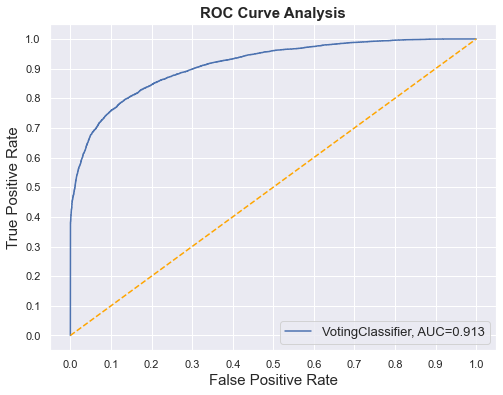 ROC Curve Analysis
1.0
0.9
0.8
0.7
0.6
0.5
0.4
0.3
0.2
0.1
0.0
True Positive Rate
VotingClassifier, AUC=0.913
0.0 0.1 0.2 0.3 0.4 0.5 0.6 0.7 0.8 0.9 1.0
False Positive Rate